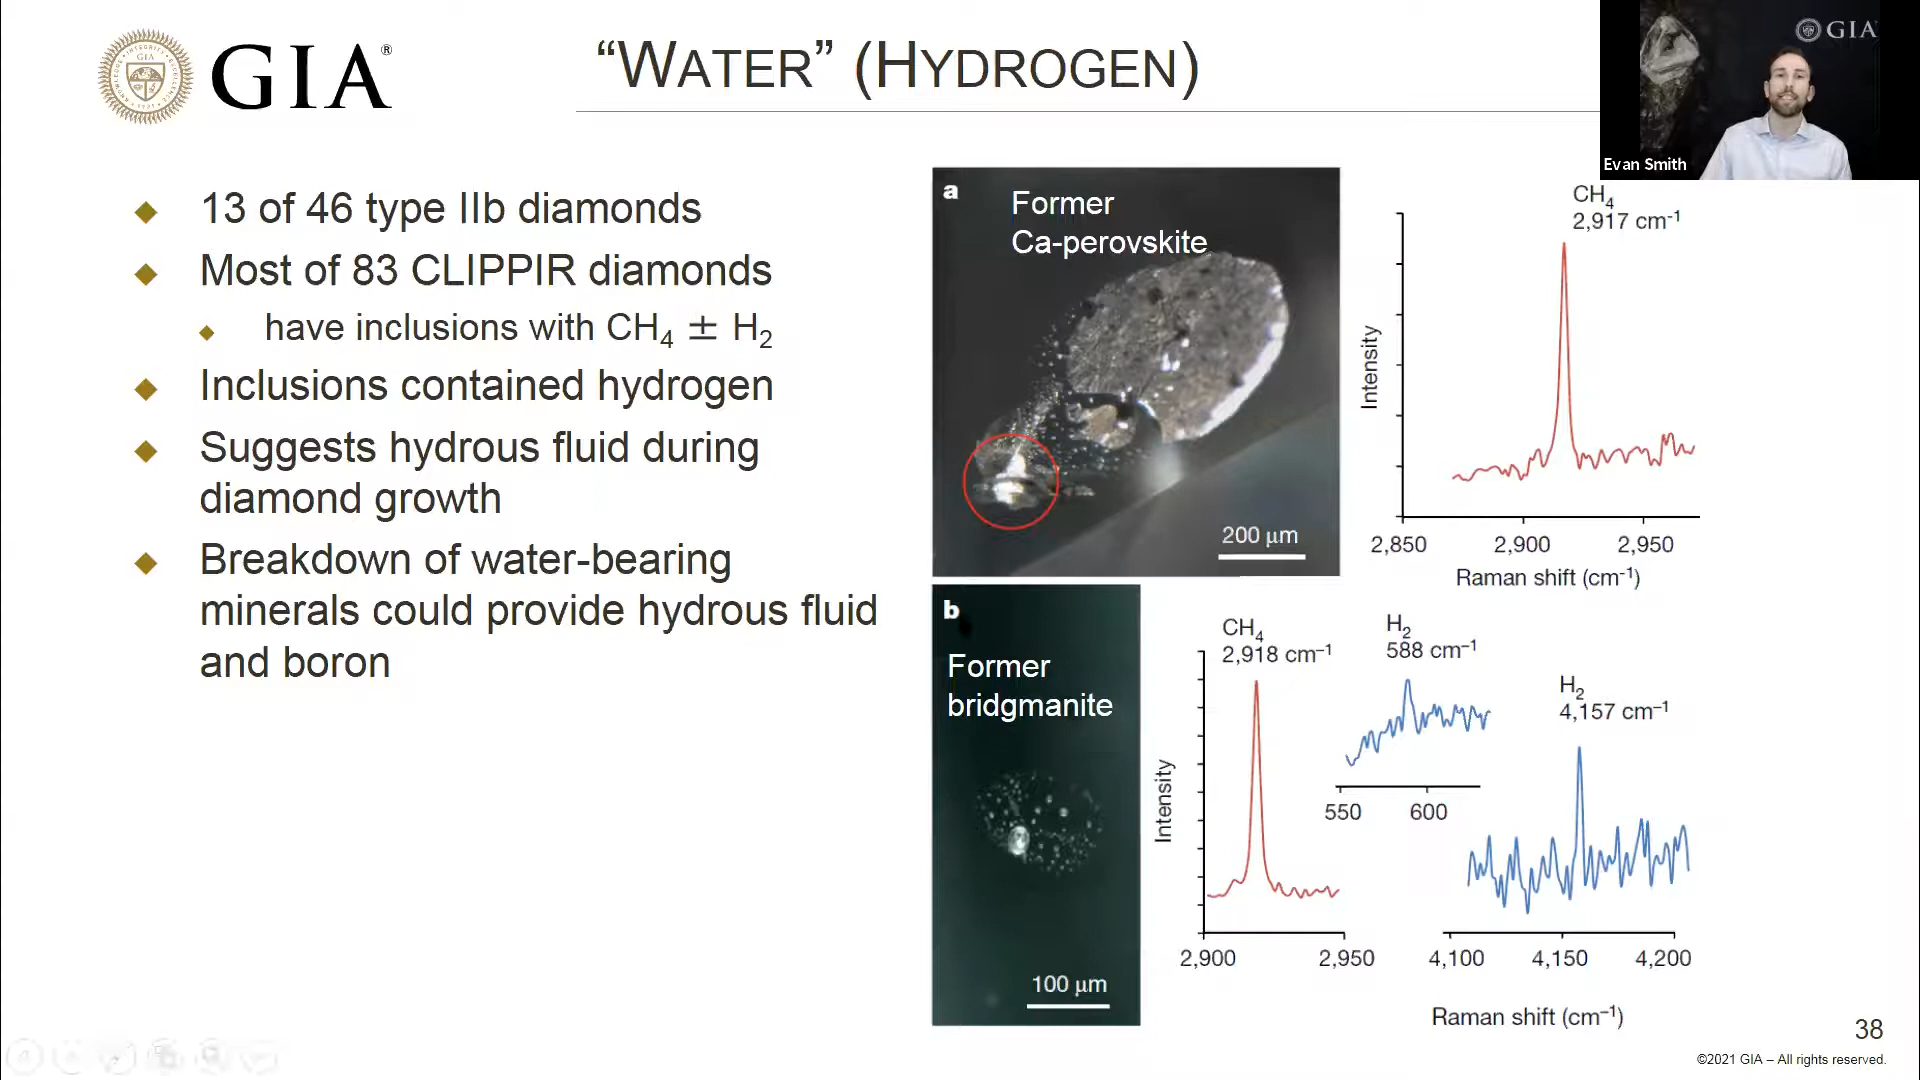 GIA®
“WATER” (HYDROGEN)
GIA
Evan Smith
13 of 46 type IIb diamonds
Most of 83 CLIPPIR diamonds
have inclusions with CH₄ ± H₂
Inclusions contained hydrogen
Suggests hydrous fluid during
diamond growth
Breakdown of water-bearing
minerals could provide hydrous fluid
and boron
a
Former
Ca-perovskite
200 µm
CH₄
2,917 cm⁻¹
Intensity
2,850 2,900 2,950
Raman shift (cm⁻¹)
b
Former
bridgmanite
100 µm
CH₄
2,918 cm⁻¹
H₂
588 cm⁻¹
H₂
4,157 cm⁻¹
Intensity
550 600
2,900 2,950 4,100 4,150 4,200
Raman shift (cm⁻¹)
38
©2021 GIA – All rights reserved.